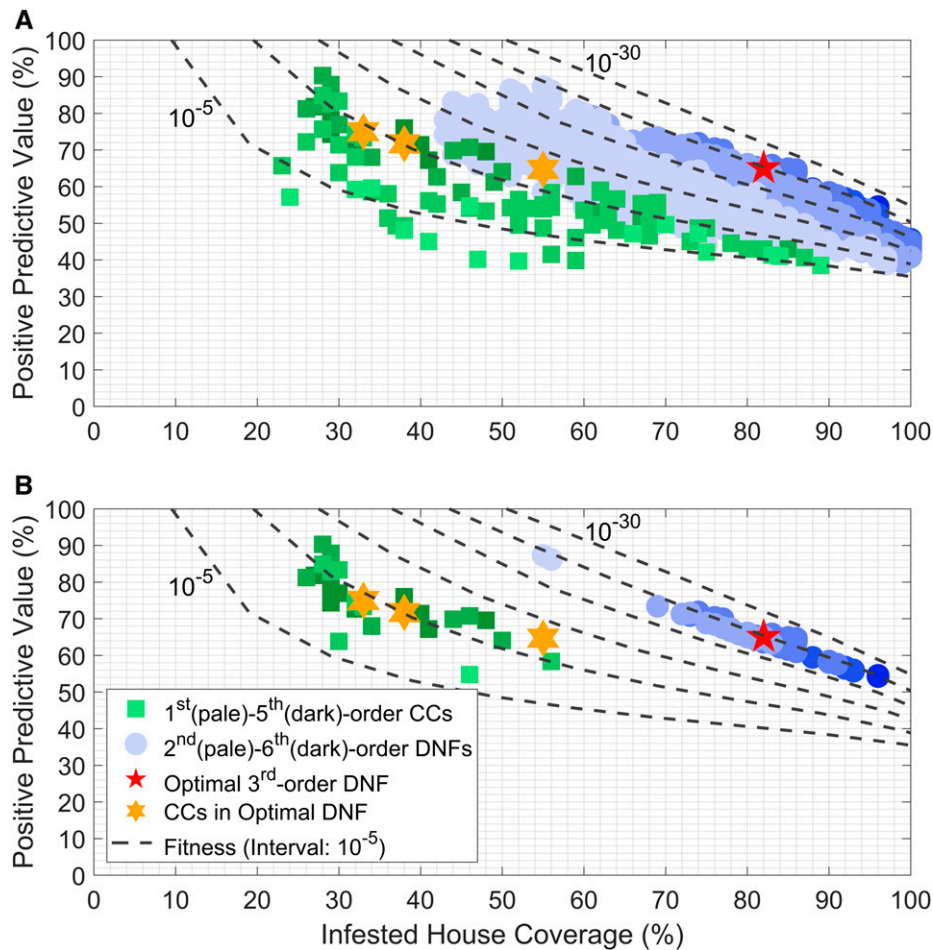 A
Positive Predictive Value (%)
100
90
80
70
60
50
40
30
20
10
0
10-5
10-30
0 10 20 30 40 50 60 70 80 90 100
B
Positive Predictive Value (%)
100
90
80
70
60
50
40
30
20
10
0
10-5
10-30
1st(pale)-5th(dark)-order CCs
2nd(pale)-6th(dark)-order DNFs
Optimal 3rd-order DNF
CCs in Optimal DNF
Fitness (Interval: 10-5)
0 10 20 30 40 50 60 70 80 90 100
Infested House Coverage (%)